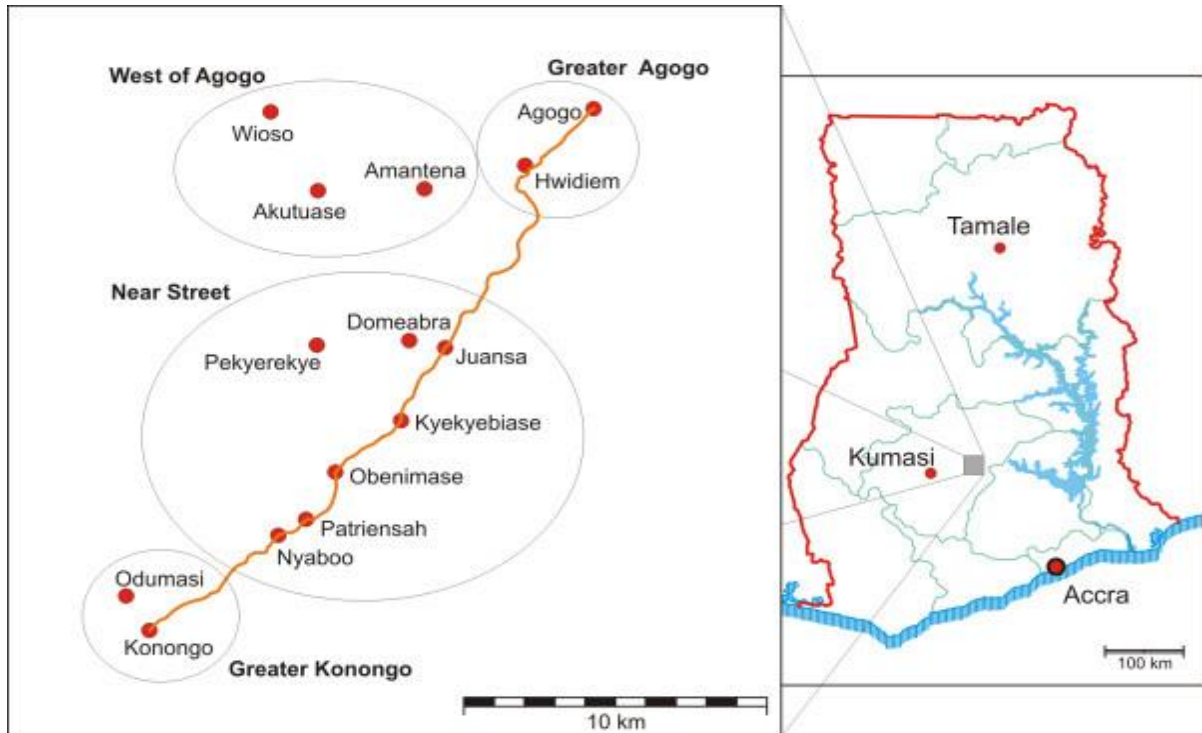 West of Agogo
Greater Agogo
Agogo
Wioso
Amantena
Hwidiem
Akutuase
Near Street
Domeabra
Pekyerekye
Juansa
Kyekyebiase
Obenimase
Patriensah
Nyaboo
Odumasi
Konongo
Greater Konongo
10 km
Tamale
Kumasi
Accra
100 km